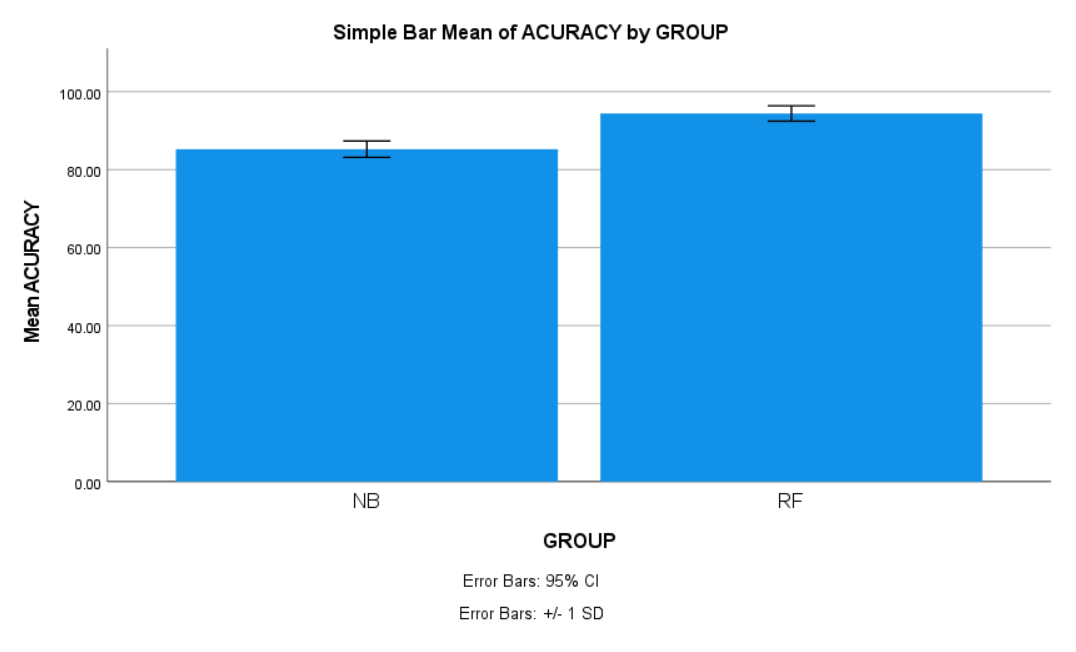 Simple Bar Mean of ACURACY by GROUP
100.00
80.00
60.00
40.00
20.00
0.00
Mean ACURACY
NB
RF
GROUP
Error Bars: 95% CI
Error Bars: +/- 1 SD